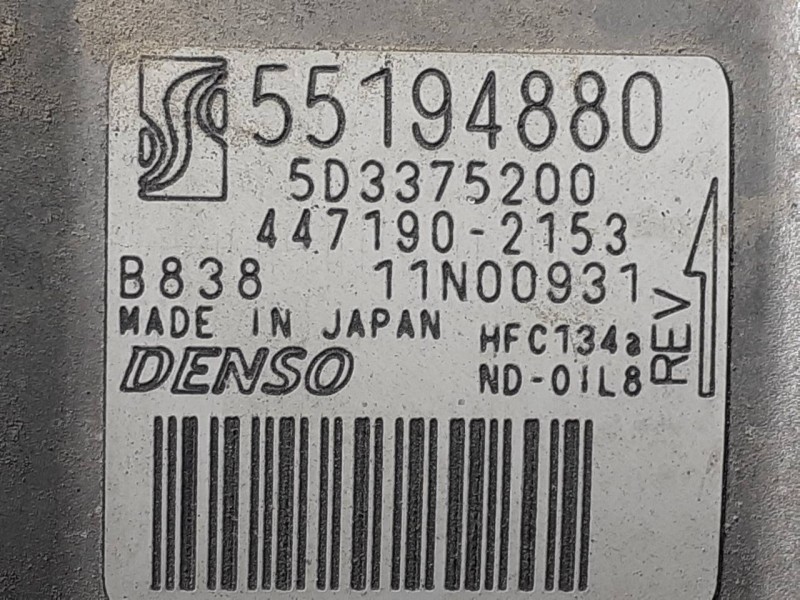 55194880
5D3375200
447190-2153
B838 11N00931
MADE IN JAPAN
HFC134a
DENSO
ND-OIL8
REV